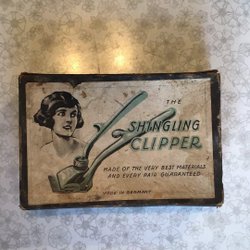 THE
SHINGLING
CLIPPER
MADE OF THE VERY BEST MATERIALS
AND EVERY PAIR GUARANTEED
MADE IN GERMANY